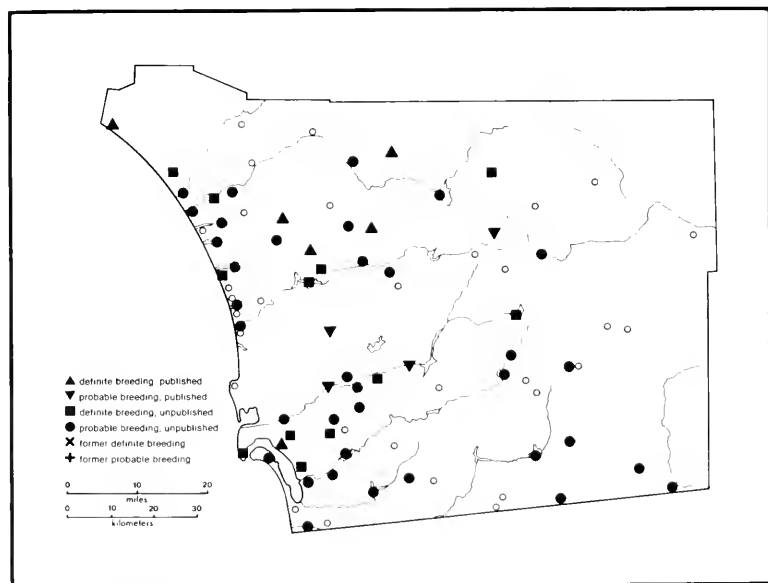 ▲ definite breeding, published
▼ probable breeding, published
■ definite breeding, unpublished
● probable breeding, unpublished
✕ former definite breeding
+ former probable breeding
0 10 20
miles
0 10 20 30
kilometers